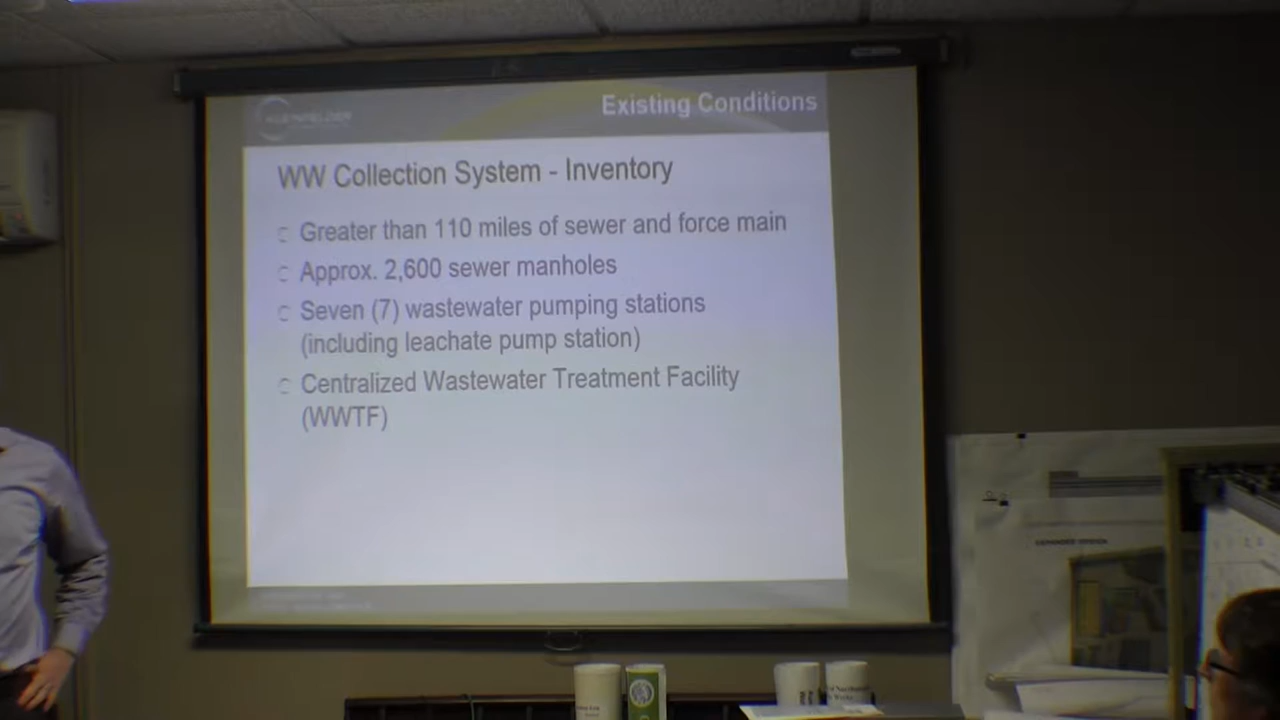 KLEINFELDER
Existing Conditions
WW Collection System - Inventory
Greater than 110 miles of sewer and force main
Approx. 2,600 sewer manholes
Seven (7) wastewater pumping stations
(including leachate pump station)
Centralized Wastewater Treatment Facility
(WWTF)